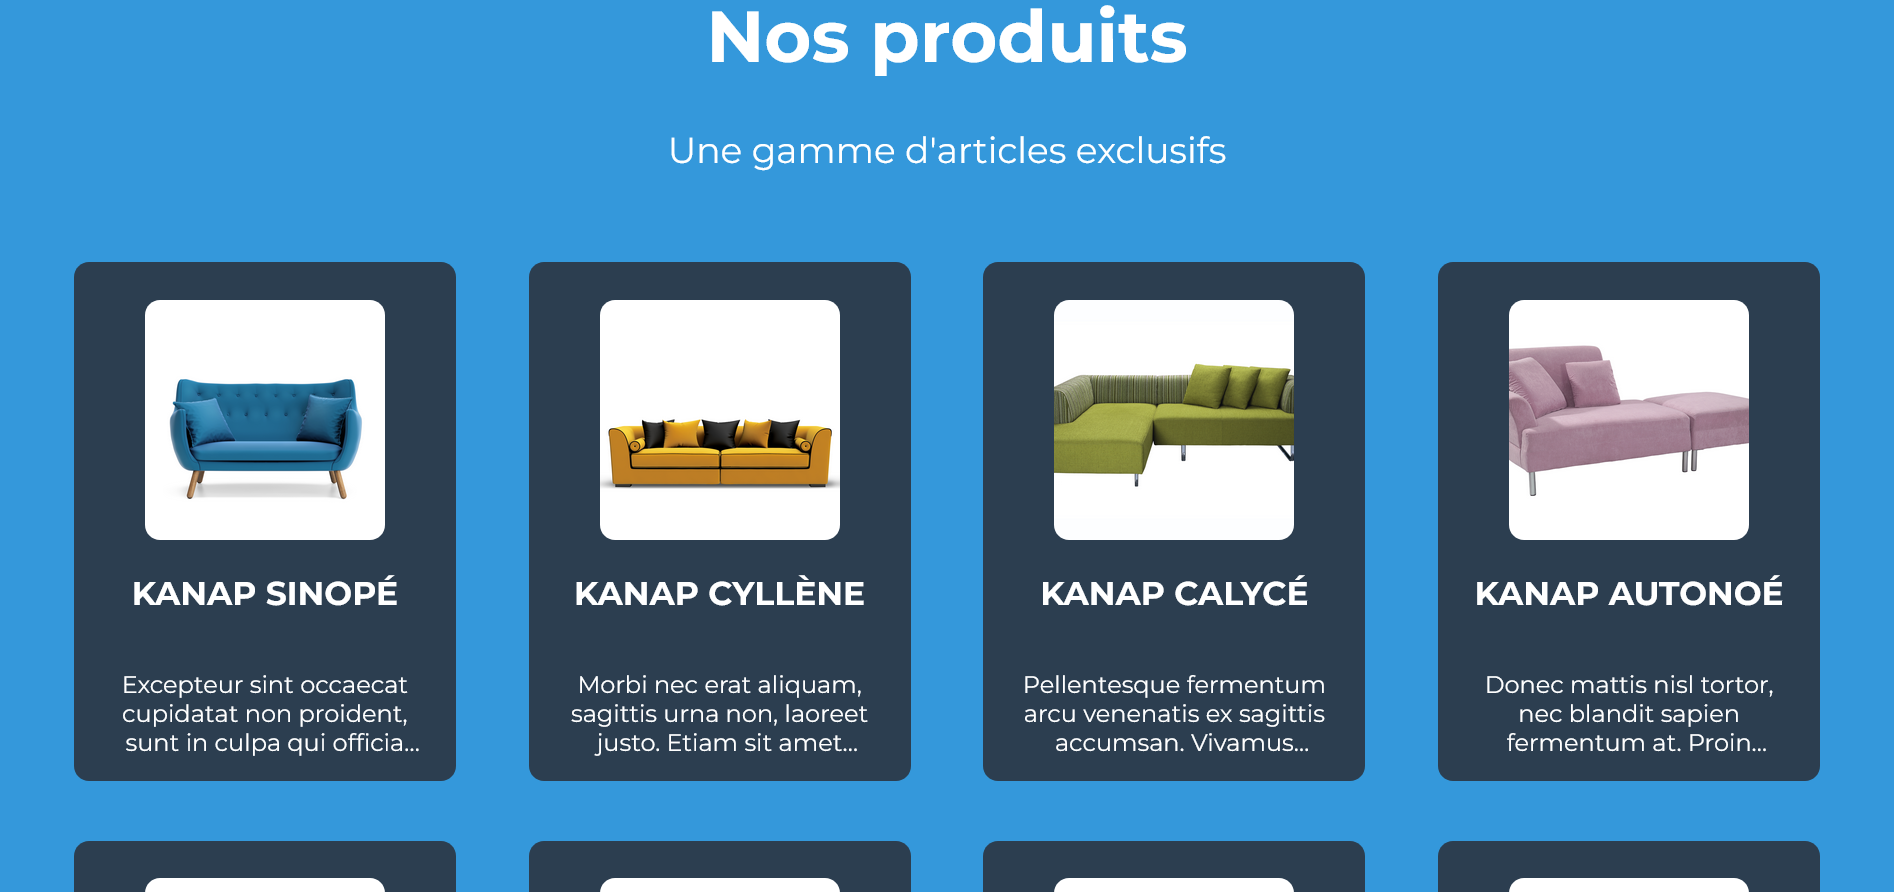 Nos produits
Une gamme d'articles exclusifs
KANAP SINOPÉ
Excepteur sint occaecat
cupidatat non proident,
sunt in culpa qui officia...
KANAP CYLLÈNE
Morbi nec erat aliquam,
sagittis urna non, laoreet
justo. Etiam sit amet...
KANAP CALYCÉ
Pellentesque fermentum
arcu venenatis ex sagittis
accumsan. Vivamus...
KANAP AUTONOÉ
Donec mattis nisl tortor,
nec blandit sapien
fermentum at. Proin...